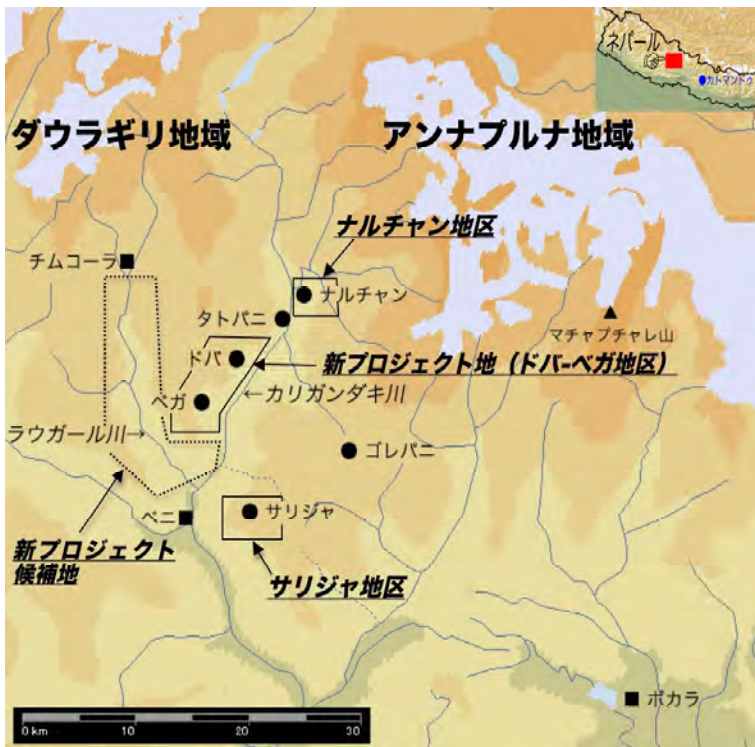 ネパール
カトマンドゥ
ダウラギリ地域
アンナプルナ地域
ナルチャン地区
チムコーラ
ナルチャン
タトパニ
マチャプチャレ山
ドバ
新プロジェクト地（ドバ-ベガ地区）
ベガ
←カリガンダキ川
ラウガール川→
ゴレパニ
サリジャ
ベニ
新プロジェクト
候補地
サリジャ地区
ポカラ
0 km 10 20 30